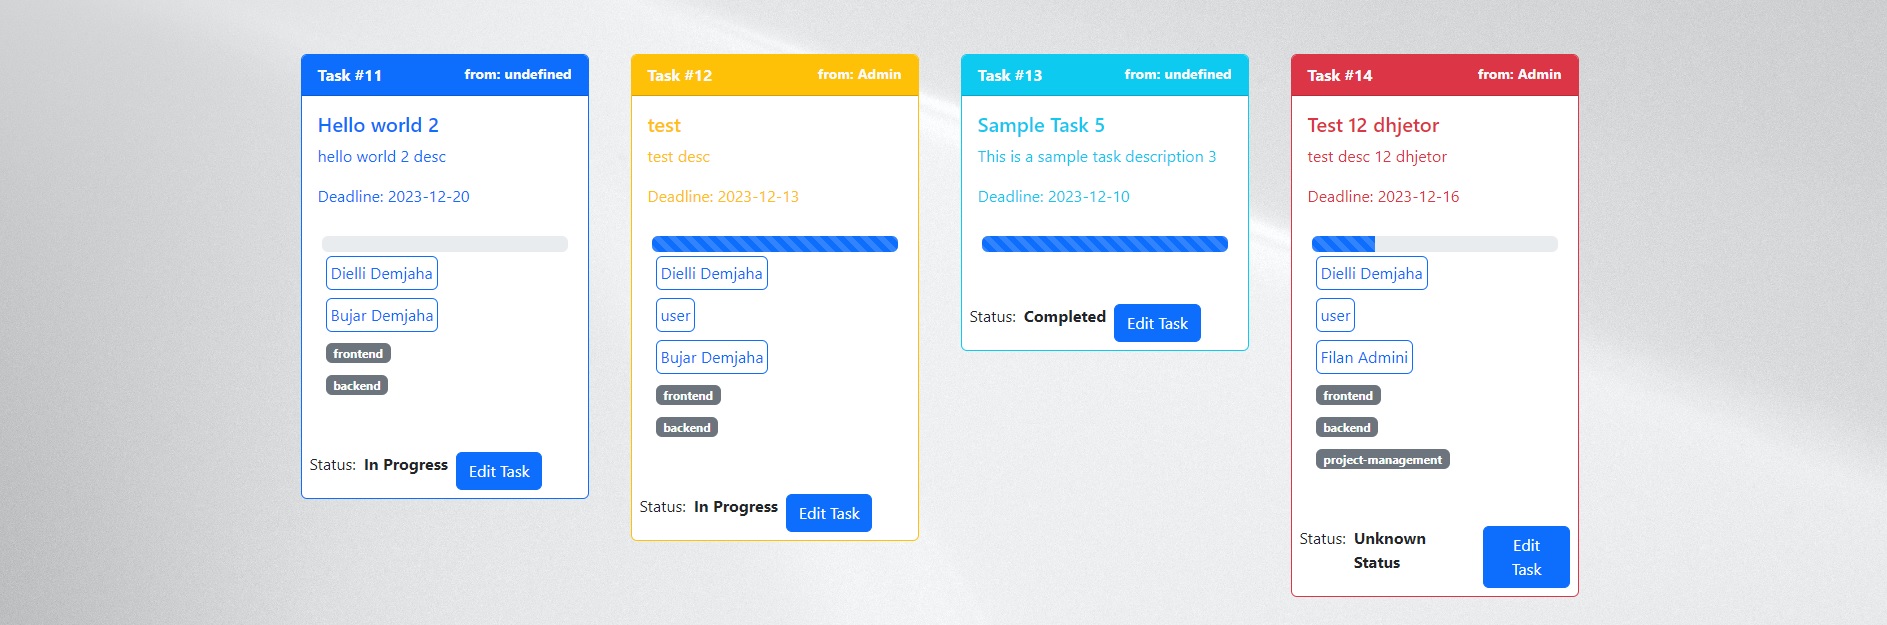 Task #11 from: undefined
Hello world 2
hello world 2 desc
Deadline: 2023-12-20
Dielli Demjaha
Bujar Demjaha
frontend
backend
Status: In Progress Edit Task
Task #12 from: Admin
test
test desc
Deadline: 2023-12-13
Dielli Demjaha
user
Bujar Demjaha
frontend
backend
Status: In Progress Edit Task
Task #13 from: undefined
Sample Task 5
This is a sample task description 3
Deadline: 2023-12-10
Status: Completed Edit Task
Task #14 from: Admin
Test 12 dhjetor
test desc 12 dhjetor
Deadline: 2023-12-16
Dielli Demjaha
user
Filan Admini
frontend
backend
project-management
Status: Unknown Edit
Status Task